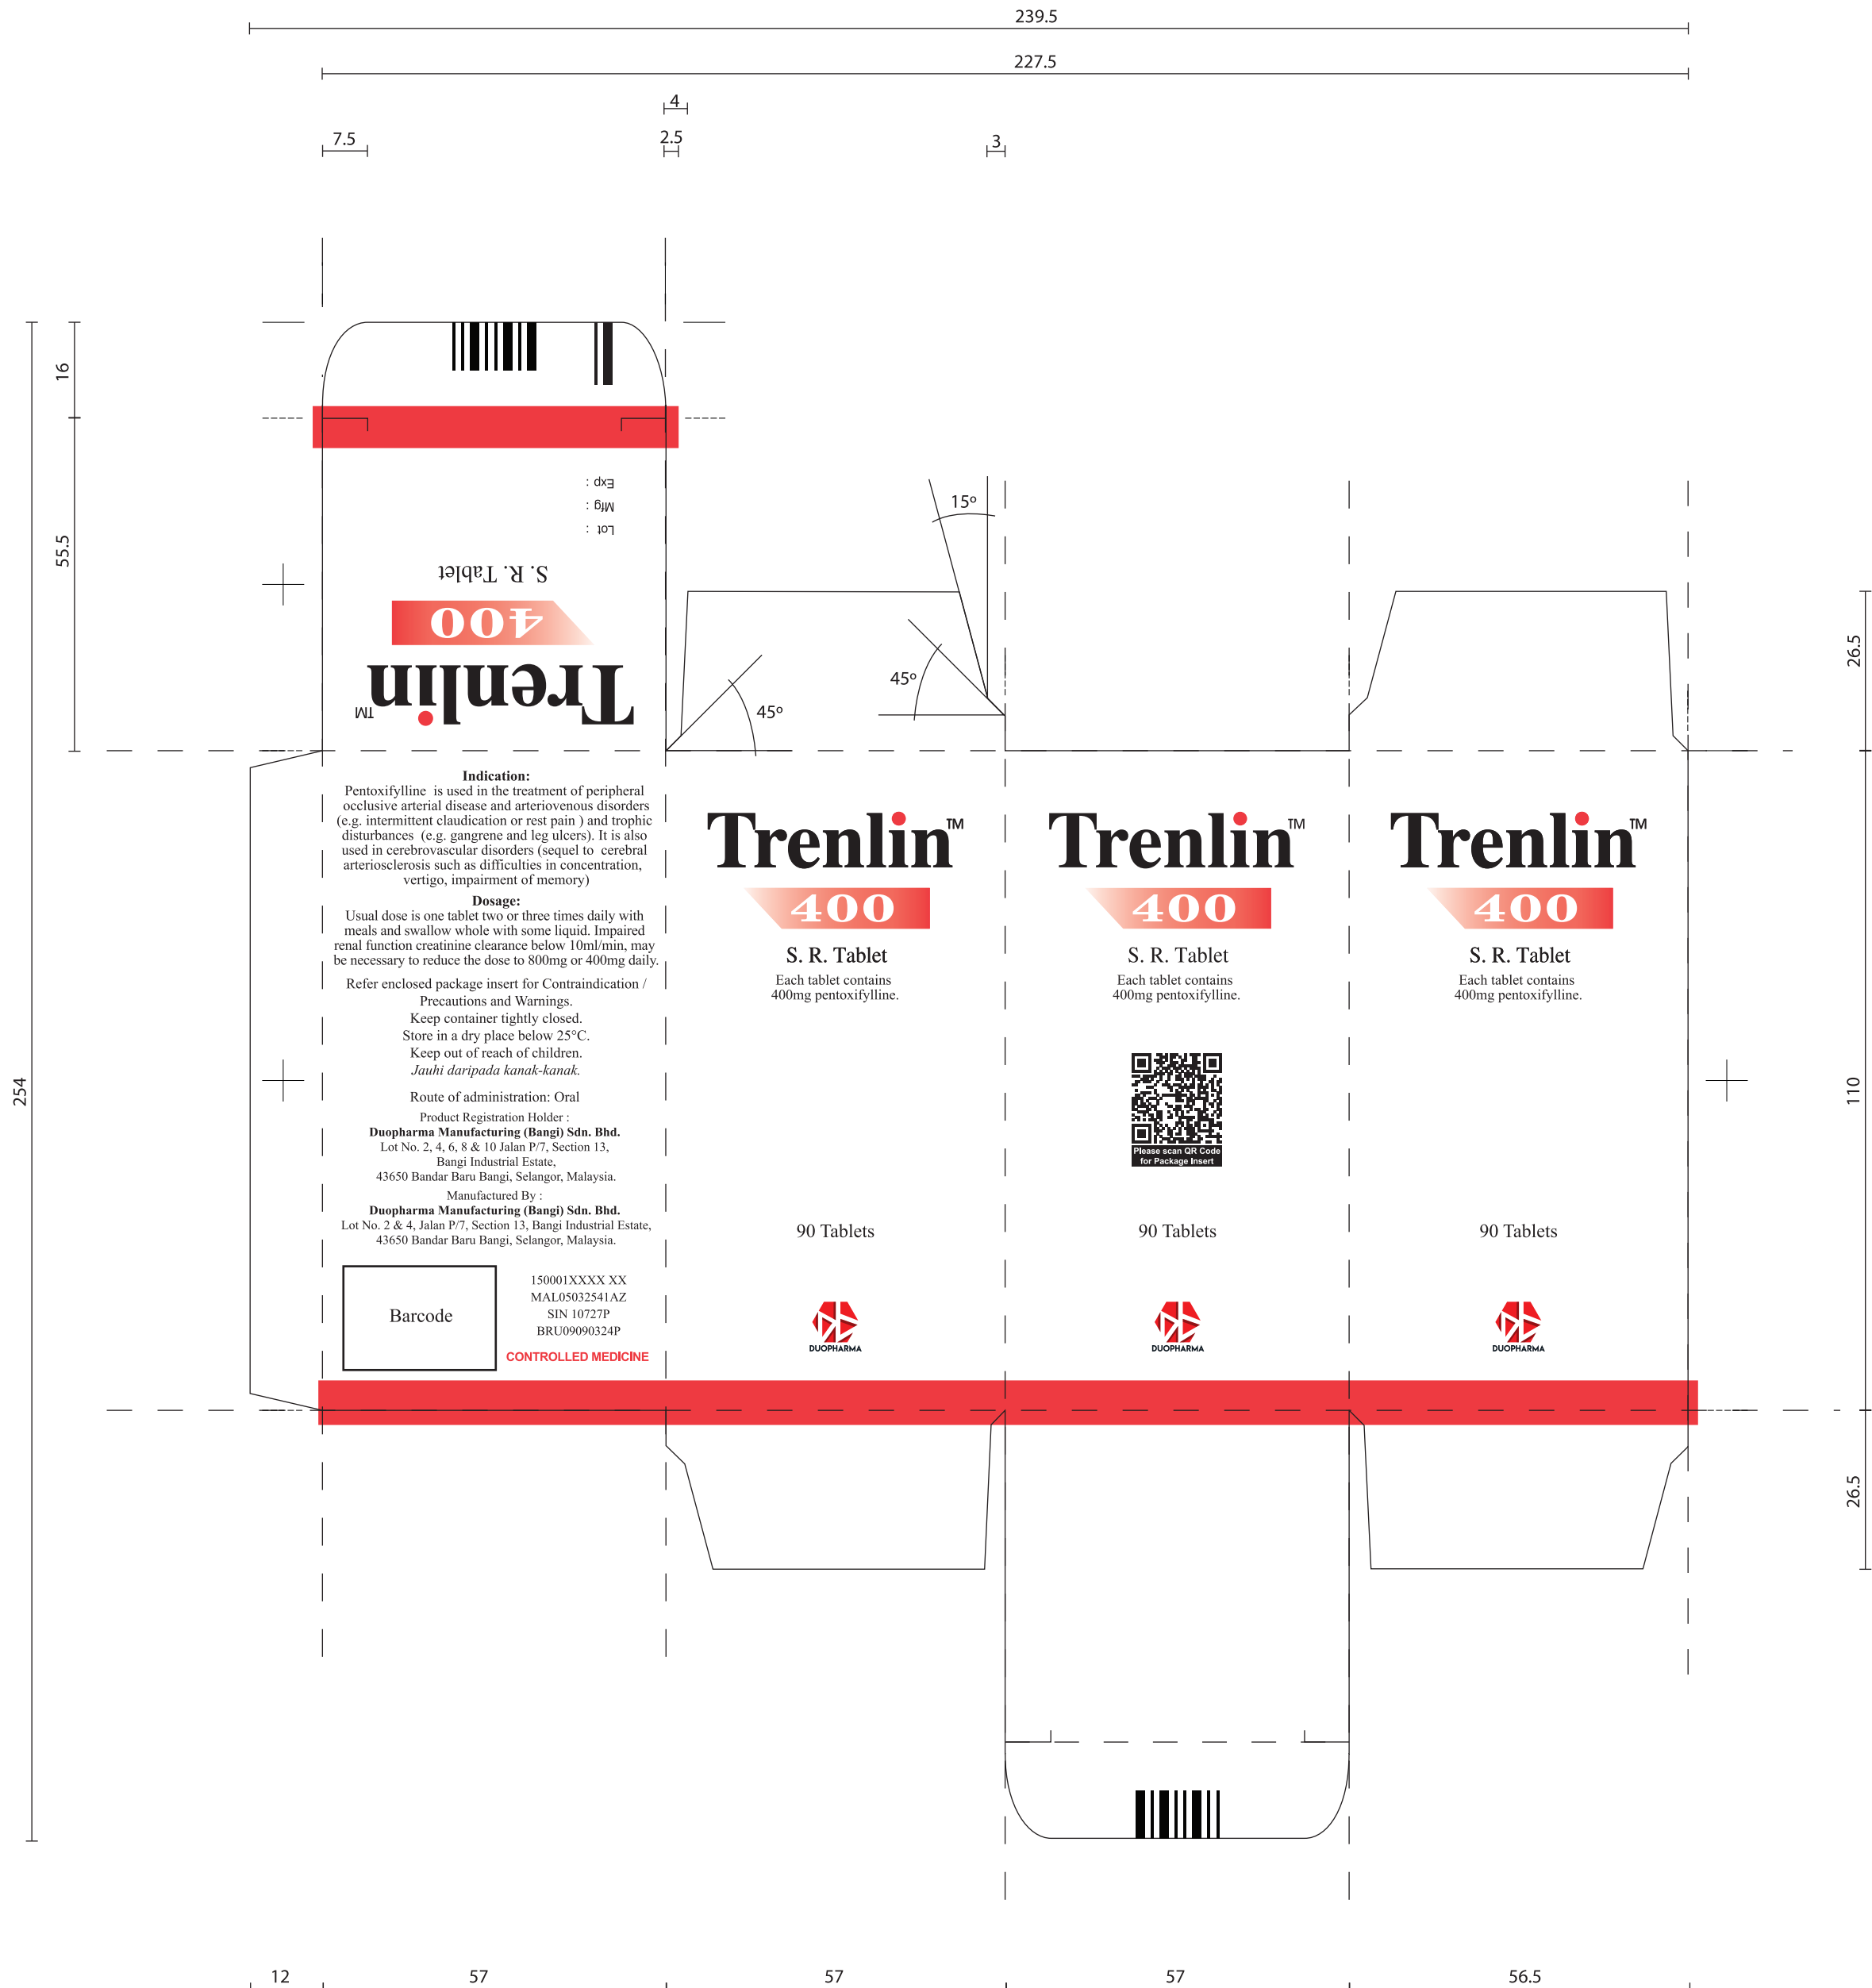 239.5
227.5
4
7.5
2.5
3
16
55.5
254
Exp :
Mfg :
Lot :
S. R. Tablet
400
Trenlin™
15º
45º
45º
26.5
110
26.5
Indication:
Pentoxifylline is used in the treatment of peripheral
occlusive arterial disease and arteriovenous disorders
(e.g. intermittent claudication or rest pain ) and trophic
disturbances (e.g. gangrene and leg ulcers). It is also
used in cerebrovascular disorders (sequel to cerebral
arteriosclerosis such as difficulties in concentration,
vertigo, impairment of memory)
Dosage:
Usual dose is one tablet two or three times daily with
meals and swallow whole with some liquid. Impaired
renal function creatinine clearance below 10ml/min, may
be necessary to reduce the dose to 800mg or 400mg daily.
Refer enclosed package insert for Contraindication /
Precautions and Warnings.
Keep container tightly closed.
Store in a dry place below 25°C.
Keep out of reach of children.
Jauhi daripada kanak-kanak.
Route of administration: Oral
Product Registration Holder :
Duopharma Manufacturing (Bangi) Sdn. Bhd.
Lot No. 2, 4, 6, 8 & 10 Jalan P/7, Section 13,
Bangi Industrial Estate,
43650 Bandar Baru Bangi, Selangor, Malaysia.
Manufactured By :
Duopharma Manufacturing (Bangi) Sdn. Bhd.
Lot No. 2 & 4, Jalan P/7, Section 13, Bangi Industrial Estate,
43650 Bandar Baru Bangi, Selangor, Malaysia.
Barcode
150001XXXX XX
MAL05032541AZ
SIN 10727P
BRU09090324P
CONTROLLED MEDICINE
Trenlin™
400
S. R. Tablet
Each tablet contains
400mg pentoxifylline.
90 Tablets
DUOPHARMA
Trenlin™
400
S. R. Tablet
Each tablet contains
400mg pentoxifylline.
Please scan QR Code
for Package Insert
90 Tablets
DUOPHARMA
Trenlin™
400
S. R. Tablet
Each tablet contains
400mg pentoxifylline.
90 Tablets
DUOPHARMA
12
57
57
57
56.5